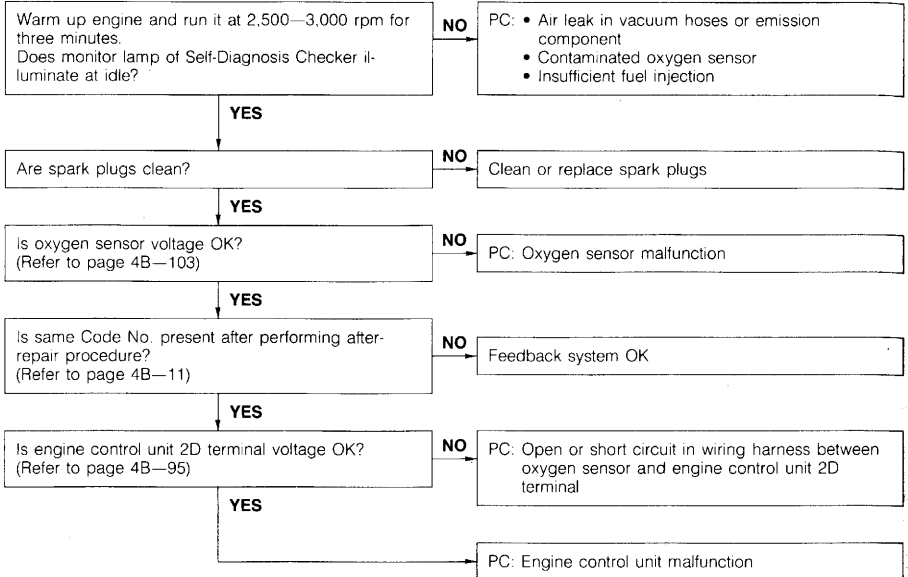 Warm up engine and run it at 2,500—3,000 rpm for
three minutes.
Does monitor lamp of Self-Diagnosis Checker il-
luminate at idle?
NO
PC: • Air leak in vacuum hoses or emission
component
• Contaminated oxygen sensor
• Insufficient fuel injection
YES
Are spark plugs clean?
NO
Clean or replace spark plugs
YES
Is oxygen sensor voltage OK?
(Refer to page 4B—103)
NO
PC: Oxygen sensor malfunction
YES
Is same Code No. present after performing after-
repair procedure?
(Refer to page 4B—11)
NO
Feedback system OK
YES
Is engine control unit 2D terminal voltage OK?
(Refer to page 4B—95)
NO
PC: Open or short circuit in wiring harness between
oxygen sensor and engine control unit 2D
terminal
YES
PC: Engine control unit malfunction